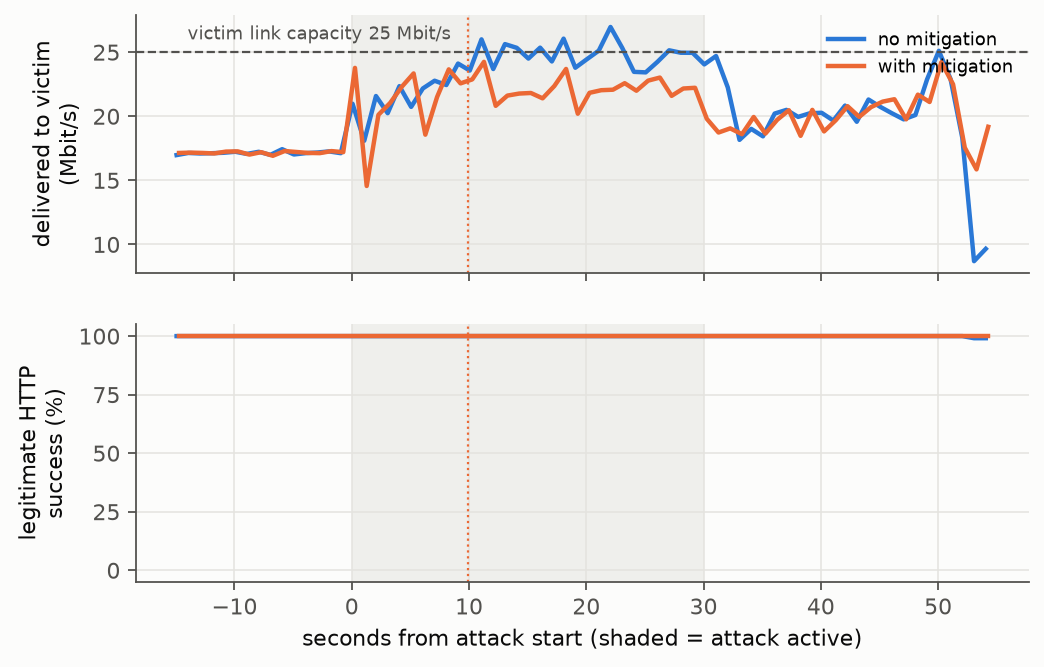 victim link capacity 25 Mbit/s
no mitigation
with mitigation
delivered to victim
(Mbit/s)
25
20
15
10
legitimate HTTP
success (%)
100
75
50
25
0
−10
0
10
20
30
40
50
seconds from attack start (shaded = attack active)